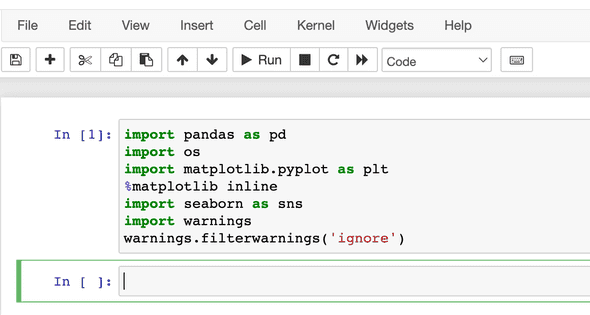 File Edit View Insert Cell Kernel Widgets Help
Run Code
In [1]: import pandas as pd
import os
import matplotlib.pyplot as plt
%matplotlib inline
import seaborn as sns
import warnings
warnings.filterwarnings('ignore')
In [ ]: